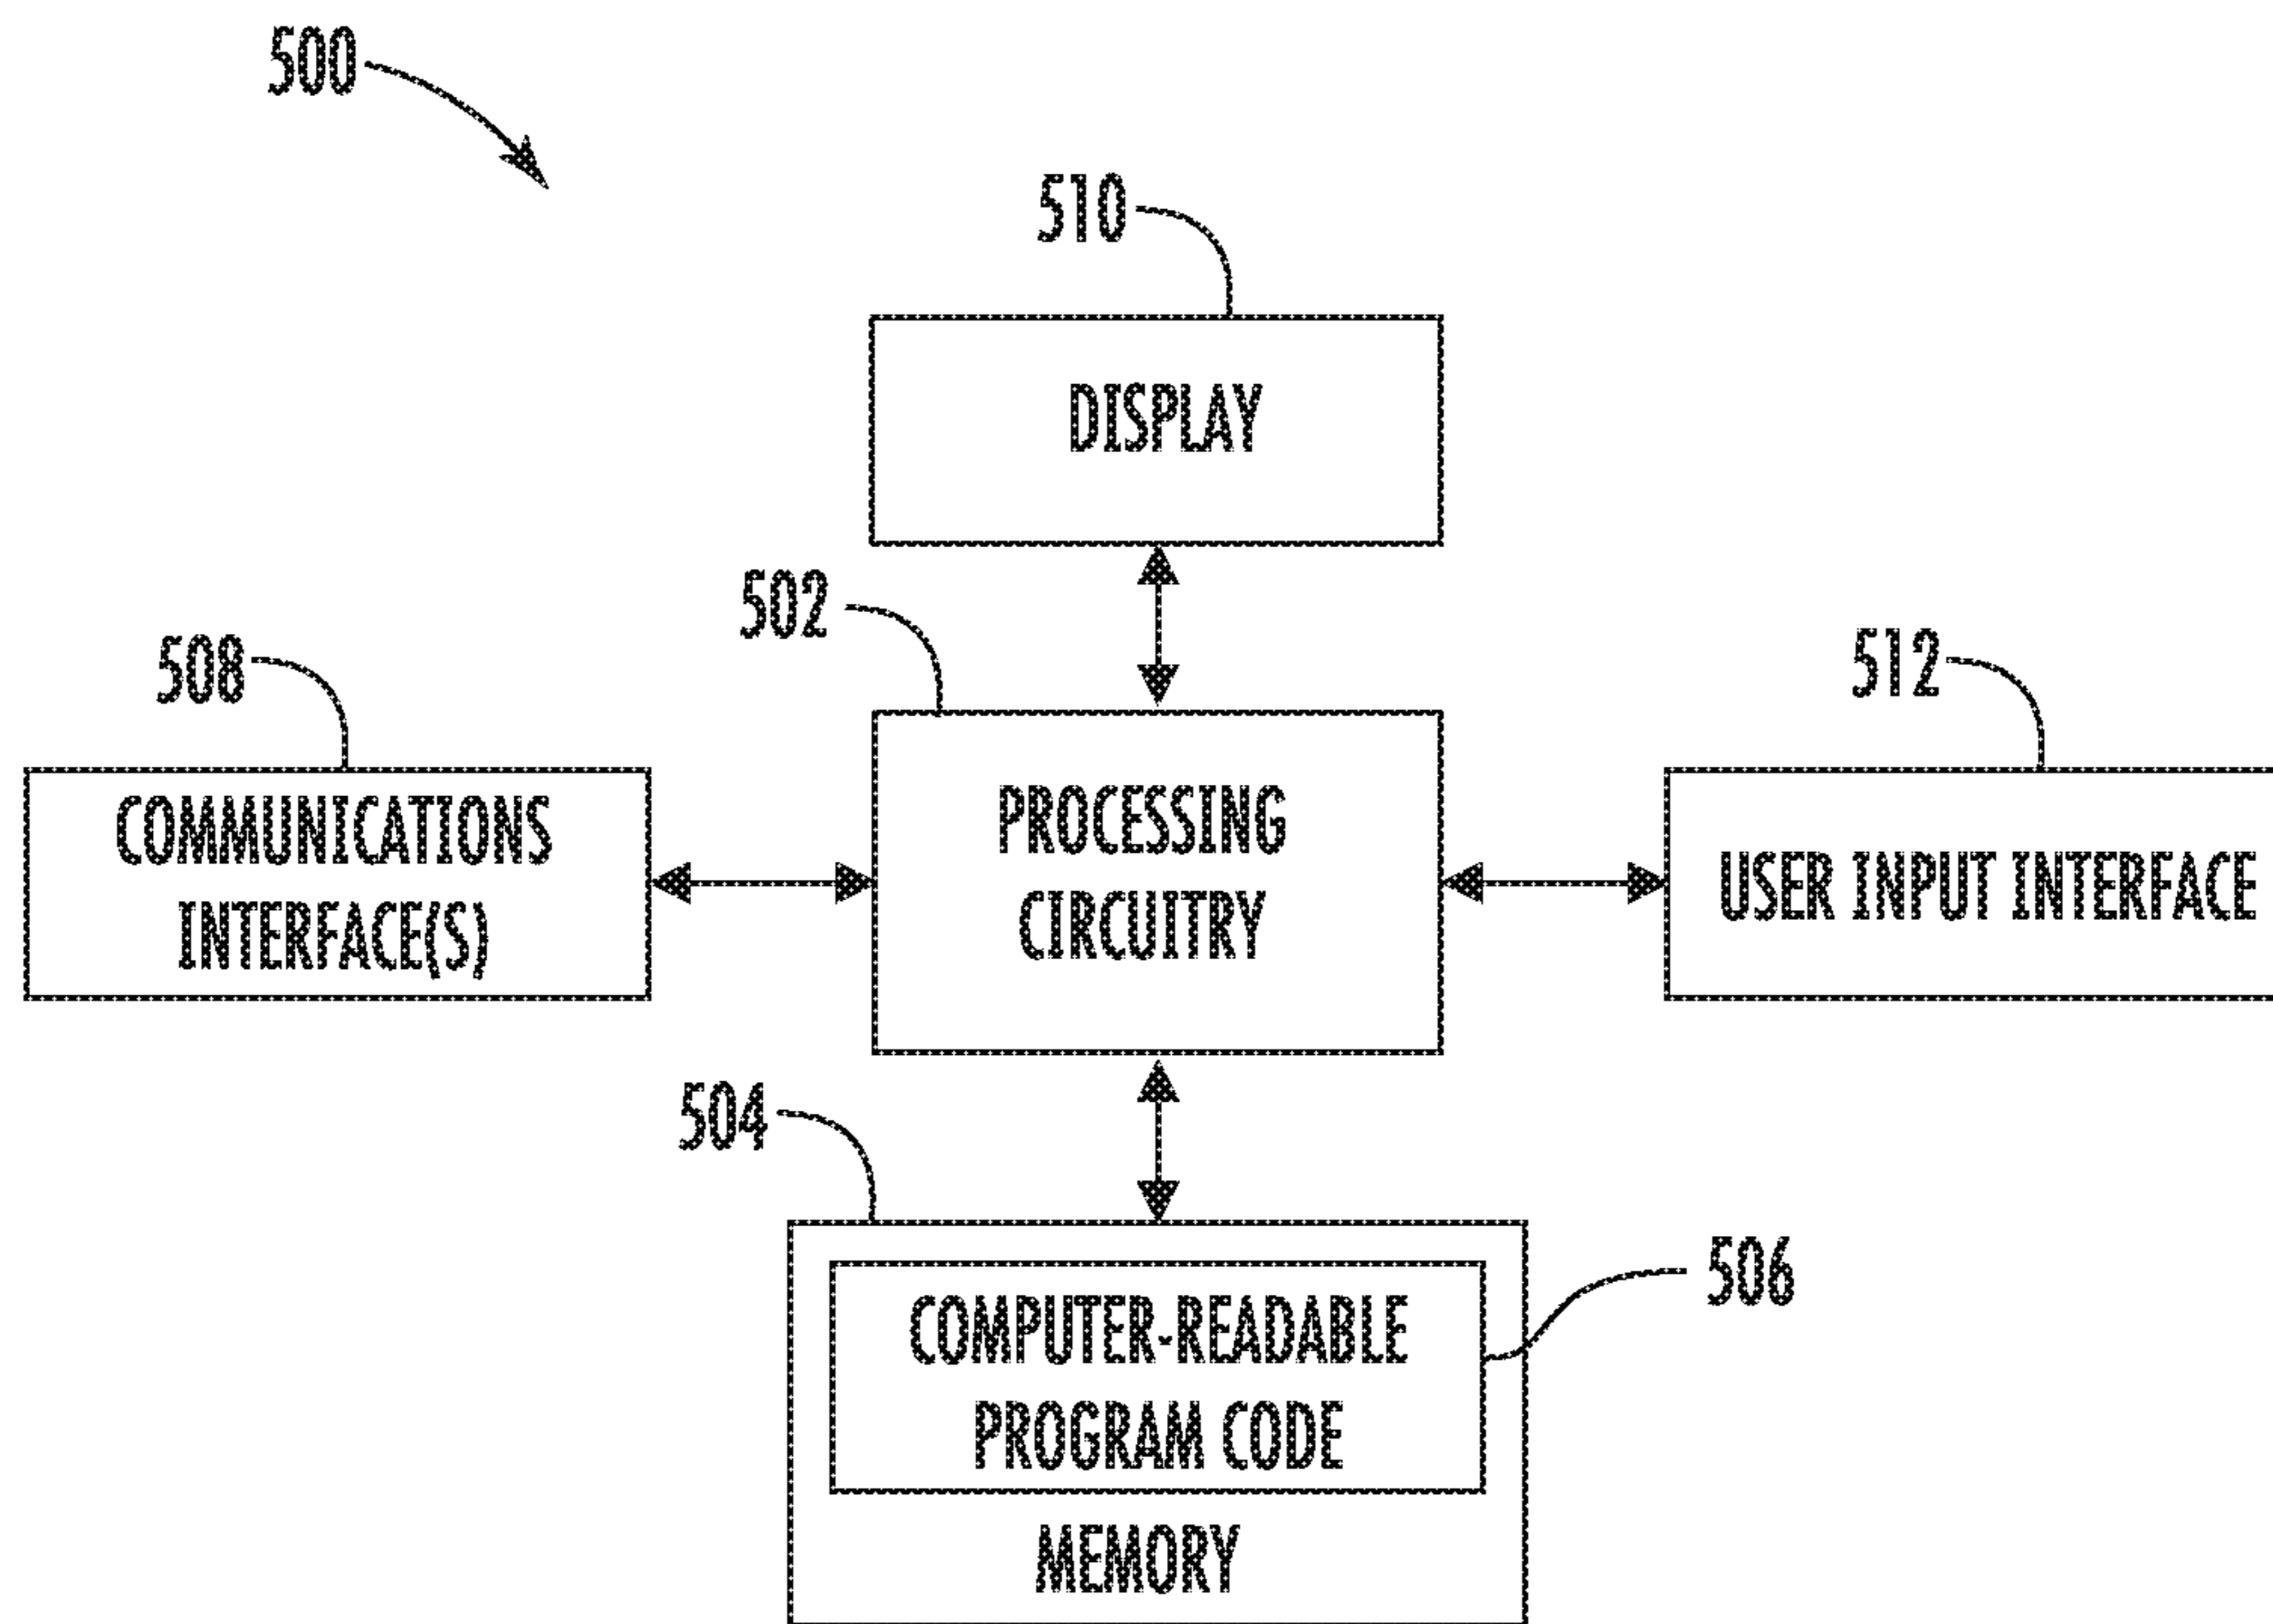 500
510
DISPLAY
502
508
512
COMMUNICATIONS
INTERFACE(S)
PROCESSING
CIRCUITRY
USER INPUT INTERFACE
504
506
COMPUTER-READABLE
PROGRAM CODE
MEMORY